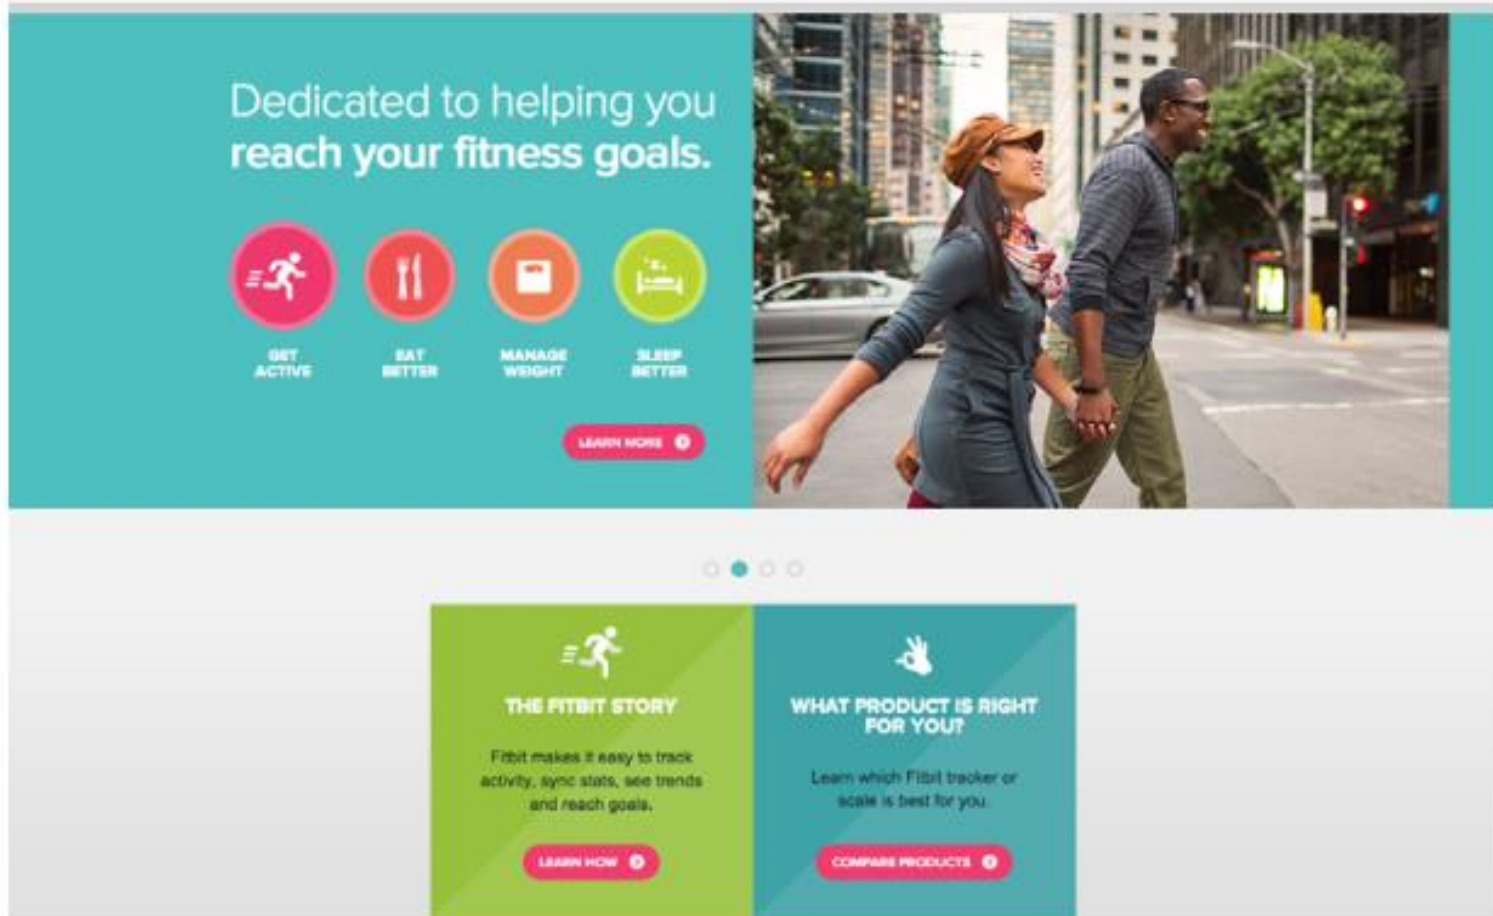 Dedicated to helping you
reach your fitness goals.
GET
ACTIVE
EAT
BETTER
MANAGE
WEIGHT
SLEEP
BETTER
LEARN MORE
THE FITBIT STORY
Fitbit makes it easy to track
activity, sync stats, see trends
and reach goals.
LEARN HOW
WHAT PRODUCT IS RIGHT
FOR YOU?
Learn which Fitbit tracker or
scale is best for you.
COMPARE PRODUCTS